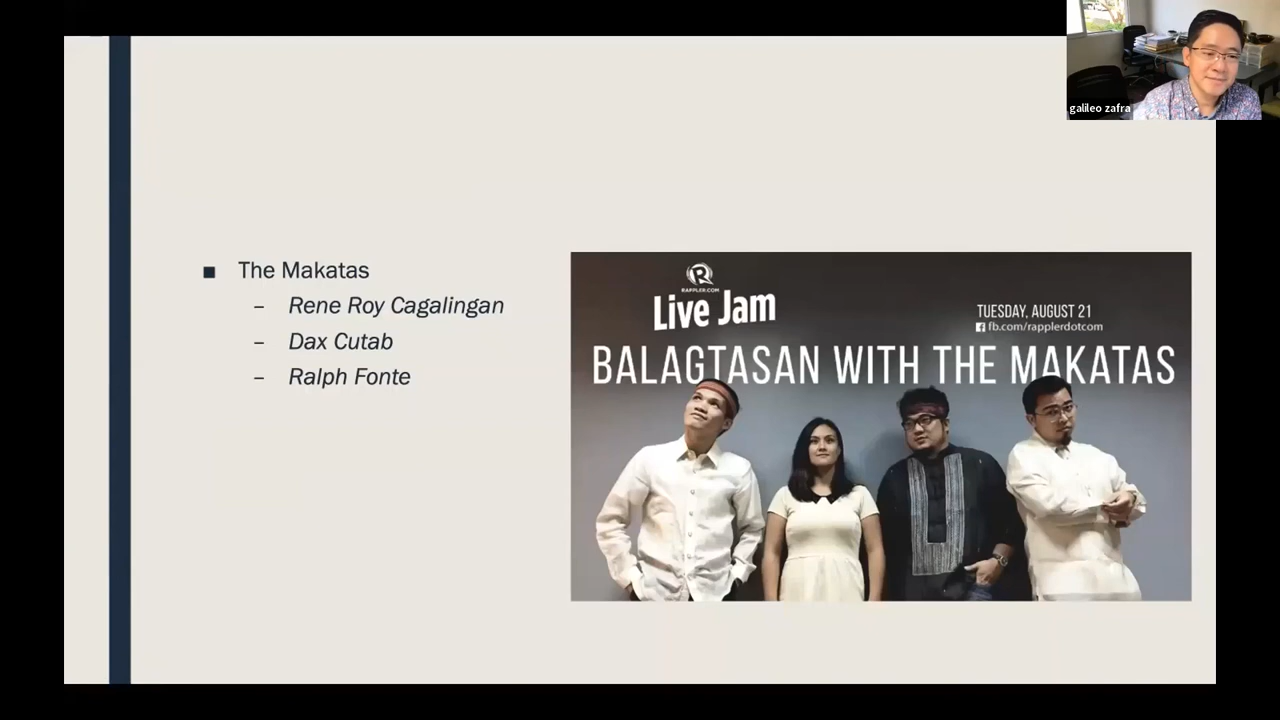 galileo zafra
The Makatas
– Rene Roy Cagalingan
– Dax Cutab
– Ralph Fonte
R
RAPPLER.COM
Live Jam
TUESDAY, AUGUST 21
fb.com/rapplerdotcom
BALAGTASAN WITH THE MAKATAS